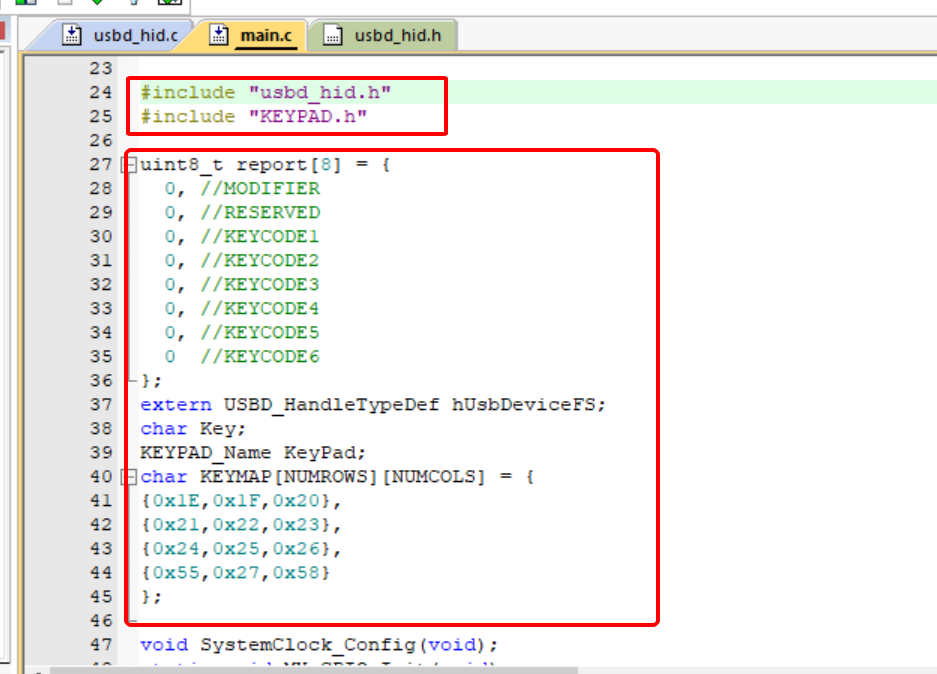 usbd_hid.c main.c usbd_hid.h
23
24 #include "usbd_hid.h"
25 #include "KEYPAD.h"
26
27 uint8_t report[8] = {
28 0, //MODIFIER
29 0, //RESERVED
30 0, //KEYCODE1
31 0, //KEYCODE2
32 0, //KEYCODE3
33 0, //KEYCODE4
34 0, //KEYCODE5
35 0 //KEYCODE6
36 };
37 extern USBD_HandleTypeDef hUsbDeviceFS;
38 char Key;
39 KEYPAD_Name KeyPad;
40 char KEYMAP[NUMROWS][NUMCOLS] = {
41 {0x1E,0x1F,0x20},
42 {0x21,0x22,0x23},
43 {0x24,0x25,0x26},
44 {0x55,0x27,0x58}
45 };
46
47 void SystemClock_Config(void);